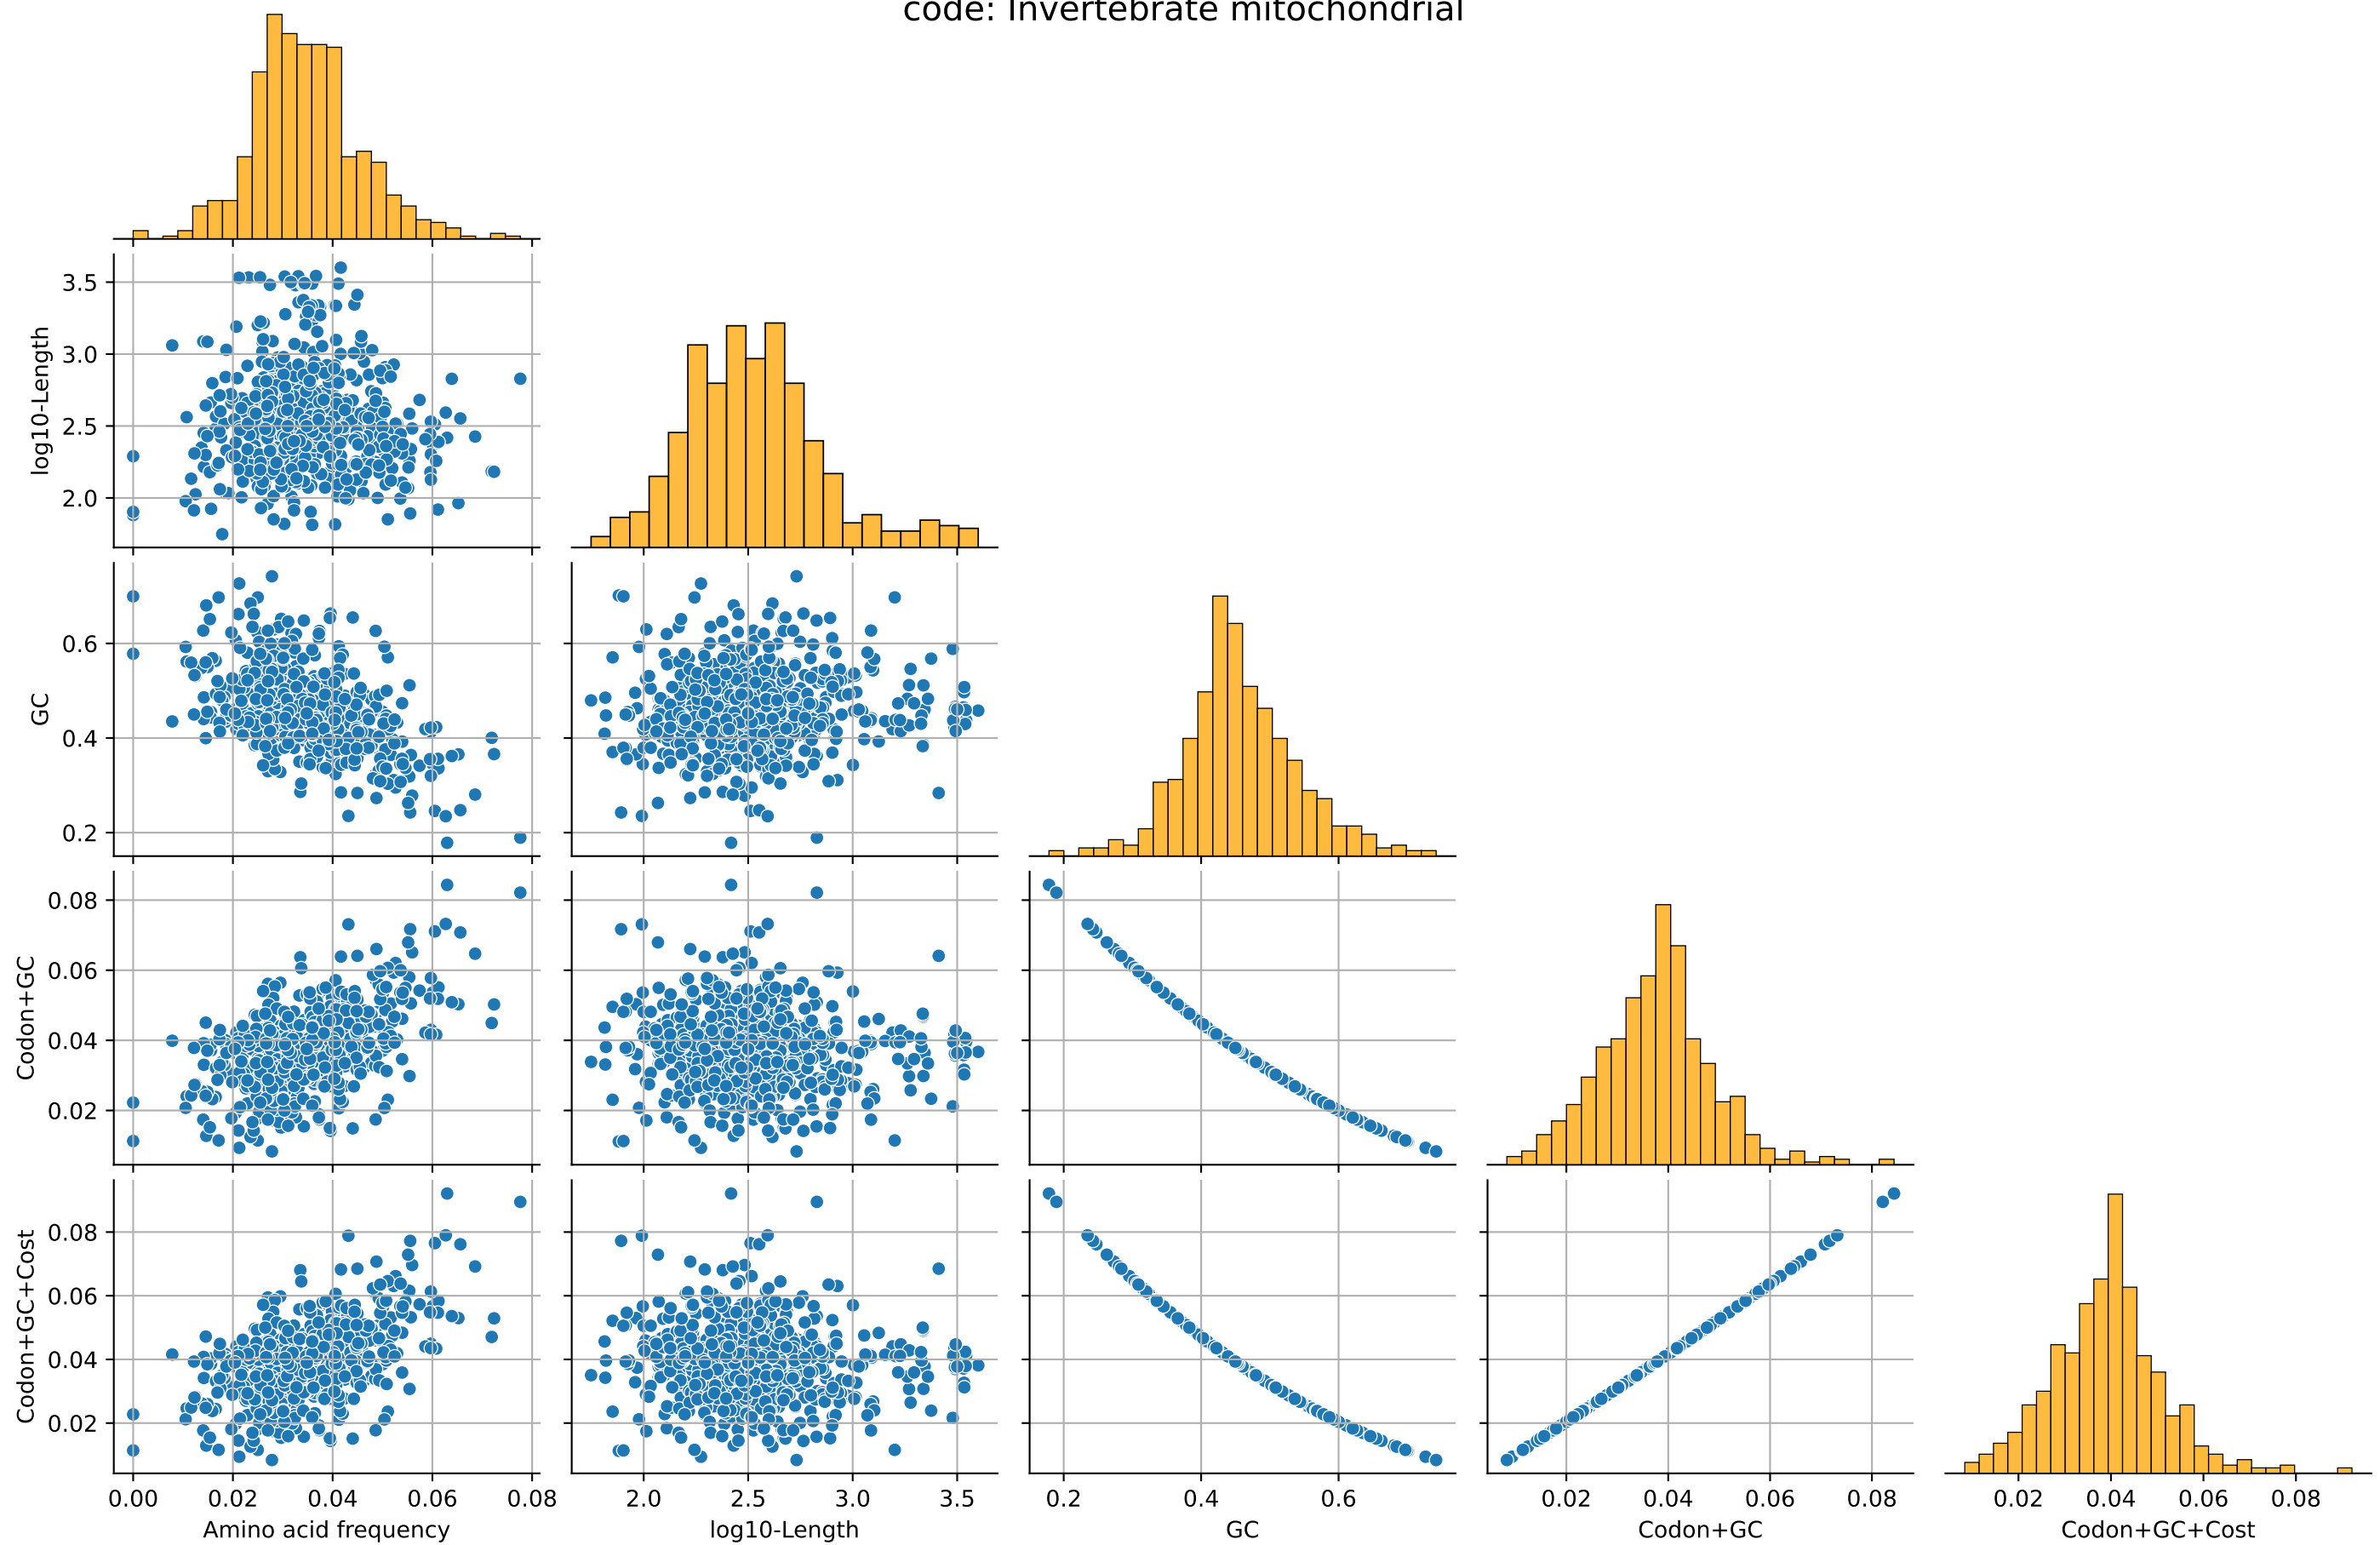 code: Invertebrate mitochondrial
3.5
3.0
2.5
2.0
log10-Length
0.6
0.4
0.2
GC
0.08
0.06
0.04
0.02
Codon+GC
0.08
0.06
0.04
0.02
Codon+GC+Cost
0.00 0.02 0.04 0.06 0.08 2.0 2.5 3.0 3.5 0.2 0.4 0.6 0.02 0.04 0.06 0.08 0.02 0.04 0.06 0.08
Amino acid frequency log10-Length GC Codon+GC Codon+GC+Cost